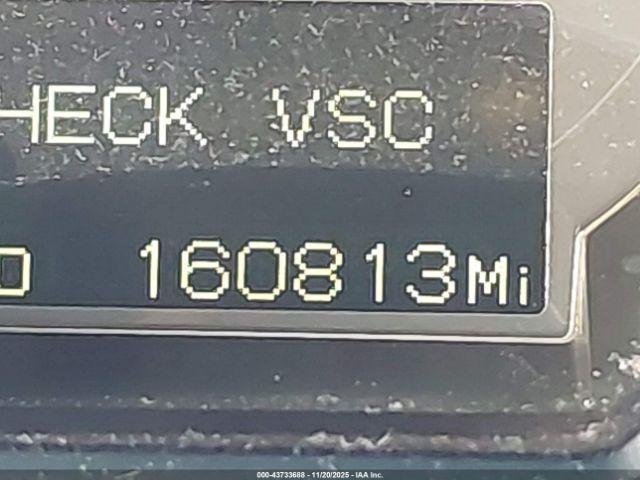 HECK VSC
160813Mi
000-43733688 - 11/20/2025 - IAA Inc.